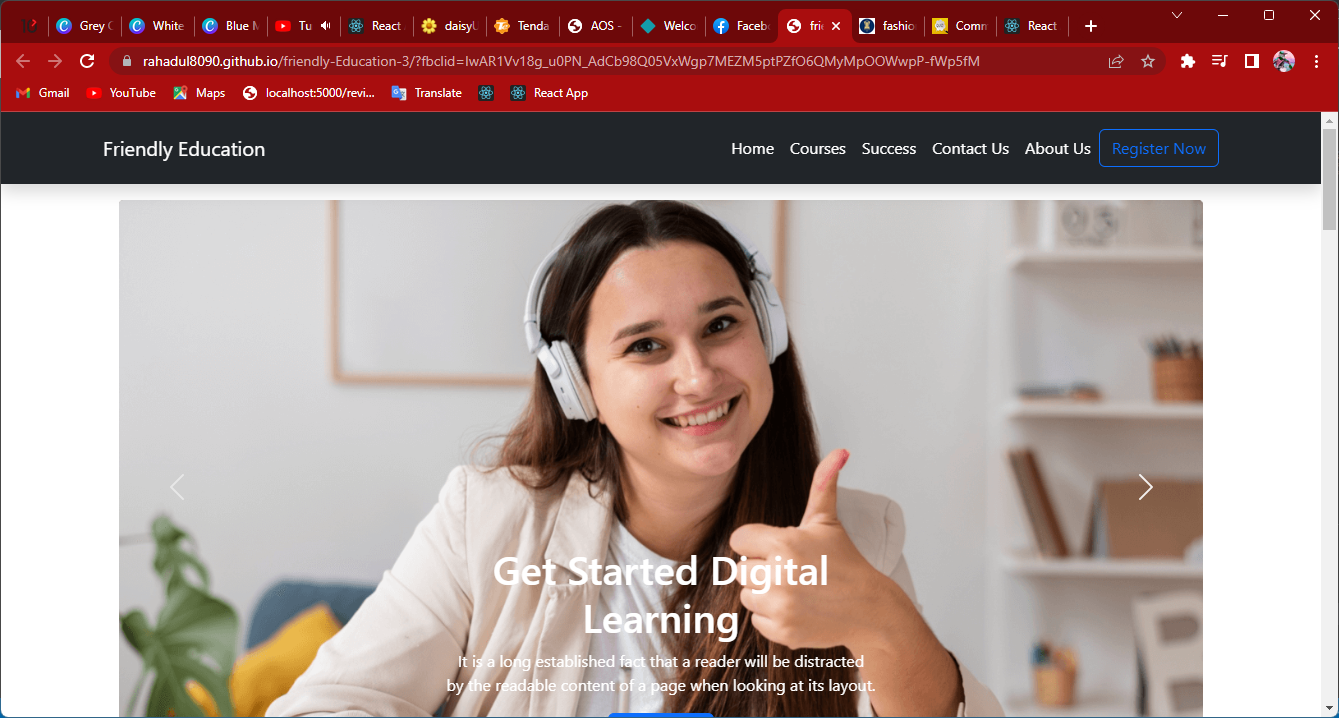 Grey C
White
Blue M
Tu
React
daisyU
Tenda
AOS -
Welco
Faceb
frie
fashio
Comm
React
rahadul8090.github.io/friendly-Education-3/?fbclid=IwAR1Vv18g_u0PN_AdCb98Q05VxWgp7MEZM5ptPZfO6QMyMpOOWwpP-fWp5fM
Gmail
YouTube
Maps
localhost:5000/revi...
Translate
React App
Friendly Education
Home
Courses
Success
Contact Us
About Us
Register Now
Get Started Digital
Learning
It is a long established fact that a reader will be distracted
by the readable content of a page when looking at its layout.